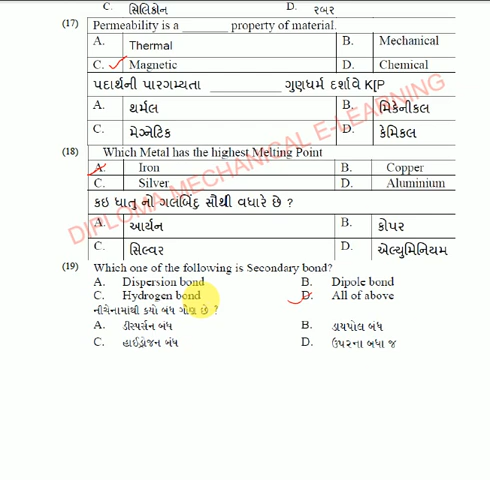 C. સિલિકોન D. રબર
(17) Permeability is a _______ property of material.
A. Thermal B. Mechanical
C. Magnetic D. Chemical
પદાર્થની પારગમ્યતા _________ ગુણધર્મ દર્શાવે છે[P
A. થર્મલ B. મિકેનીકલ
C. મેગ્નેટિક D. કેમિકલ
(18) Which Metal has the highest Melting Point
A. Iron B. Copper
C. Silver D. Aluminium
કઇ ધાતુ નો ગલબિંદુ સૌથી વધારે છે ?
A. આર્યન B. કોપર
C. સિલ્વર D. એલ્યુમિનિયમ
(19) Which one of the following is Secondary bond?
A. Dispersion bond B. Dipole bond
C. Hydrogen bond D. All of above
નીચેનામાંથી કયો બંધ ગૌણ છે ?
A. ડીસ્પર્સન બંધ B. ડાયપોલ બંધ
C. હાઈડ્રોજન બંધ D. ઉપરના બધા જ
DIPLOMA MECHANICAL E-LEARNING